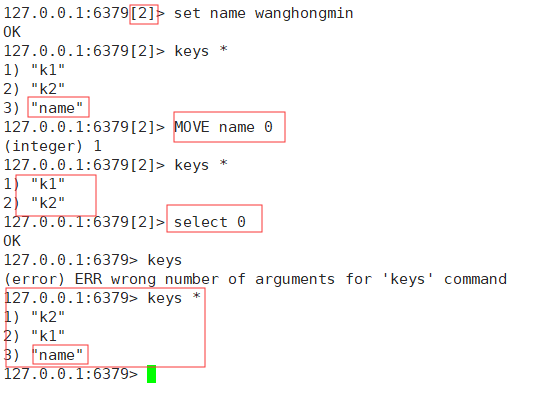 127.0.0.1:6379[2]> set name wanghongmin
OK
127.0.0.1:6379[2]> keys *
1) "k1"
2) "k2"
3) "name"
127.0.0.1:6379[2]> MOVE name 0
(integer) 1
127.0.0.1:6379[2]> keys *
1) "k1"
2) "k2"
127.0.0.1:6379[2]> select 0
OK
127.0.0.1:6379> keys
(error) ERR wrong number of arguments for 'keys' command
127.0.0.1:6379> keys *
1) "k2"
2) "k1"
3) "name"
127.0.0.1:6379>